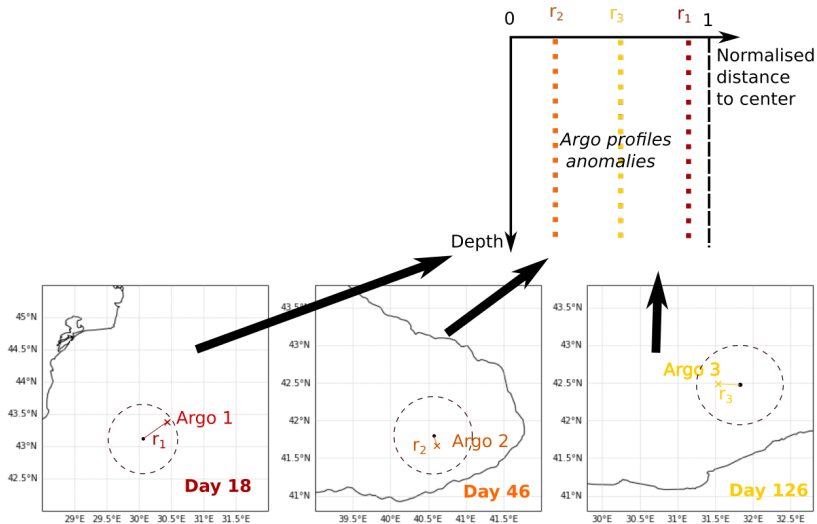 0 r2 r3 r1 1
Normalised
distance
to center
Argo profiles
anomalies
Depth
45°N
44.5°N
44°N
43.5°N
43°N
42.5°N
Argo 1
r1
Day 18
29°E 29.5°E 30°E 30.5°E 31°E 31.5°E
43.5°N
43°N
42.5°N
42°N
41.5°N
41°N
r2 Argo 2
Day 46
39.5°E 40.5°E 41.5°E
43.5°N
43°N
42.5°N
42°N
41.5°N
41°N
Argo 3
r3
Day 126
30°E 30.5°E 31°E 31.5°E 32°E 32.5°E